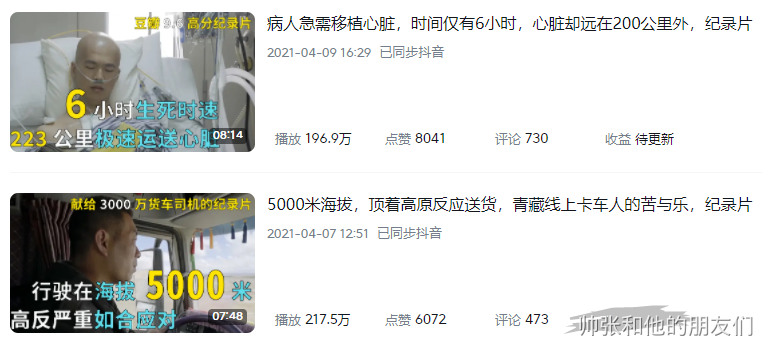 豆瓣 9.6 高分纪录片
6 小时生死时速
223 公里极速运送心脏
08:14
病人急需移植心脏，时间仅有6小时，心脏却远在200公里外，纪录片
2021-04-09 16:29 已同步抖音
播放 196.9万 点赞 8041 评论 730 收益 待更新
献给 3000 万货车司机的纪录片
行驶在海拔 5000 米
高反严重如何应对
07:48
5000米海拔，顶着高原反应送货，青藏线上卡车人的苦与乐，纪录片
2021-04-07 12:51 已同步抖音
播放 217.5万 点赞 6072 评论 473
帅张和他的朋友们